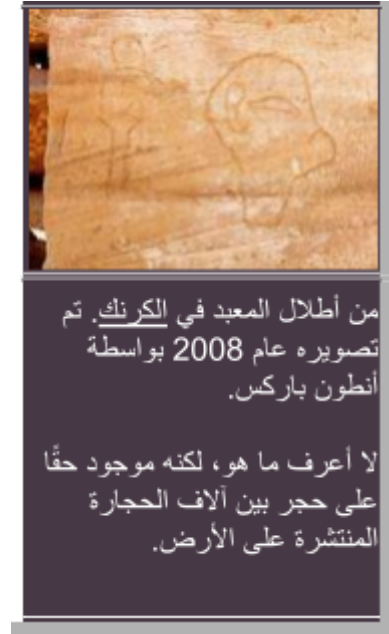 من أطلال المعبد في الكرنك. تم
تصويره عام 2008 بواسطة
أنطون باركس.
لا أعرف ما هو، لكنه موجود حقًا
على حجر بين آلاف الحجارة
المنتشرة على الأرض.